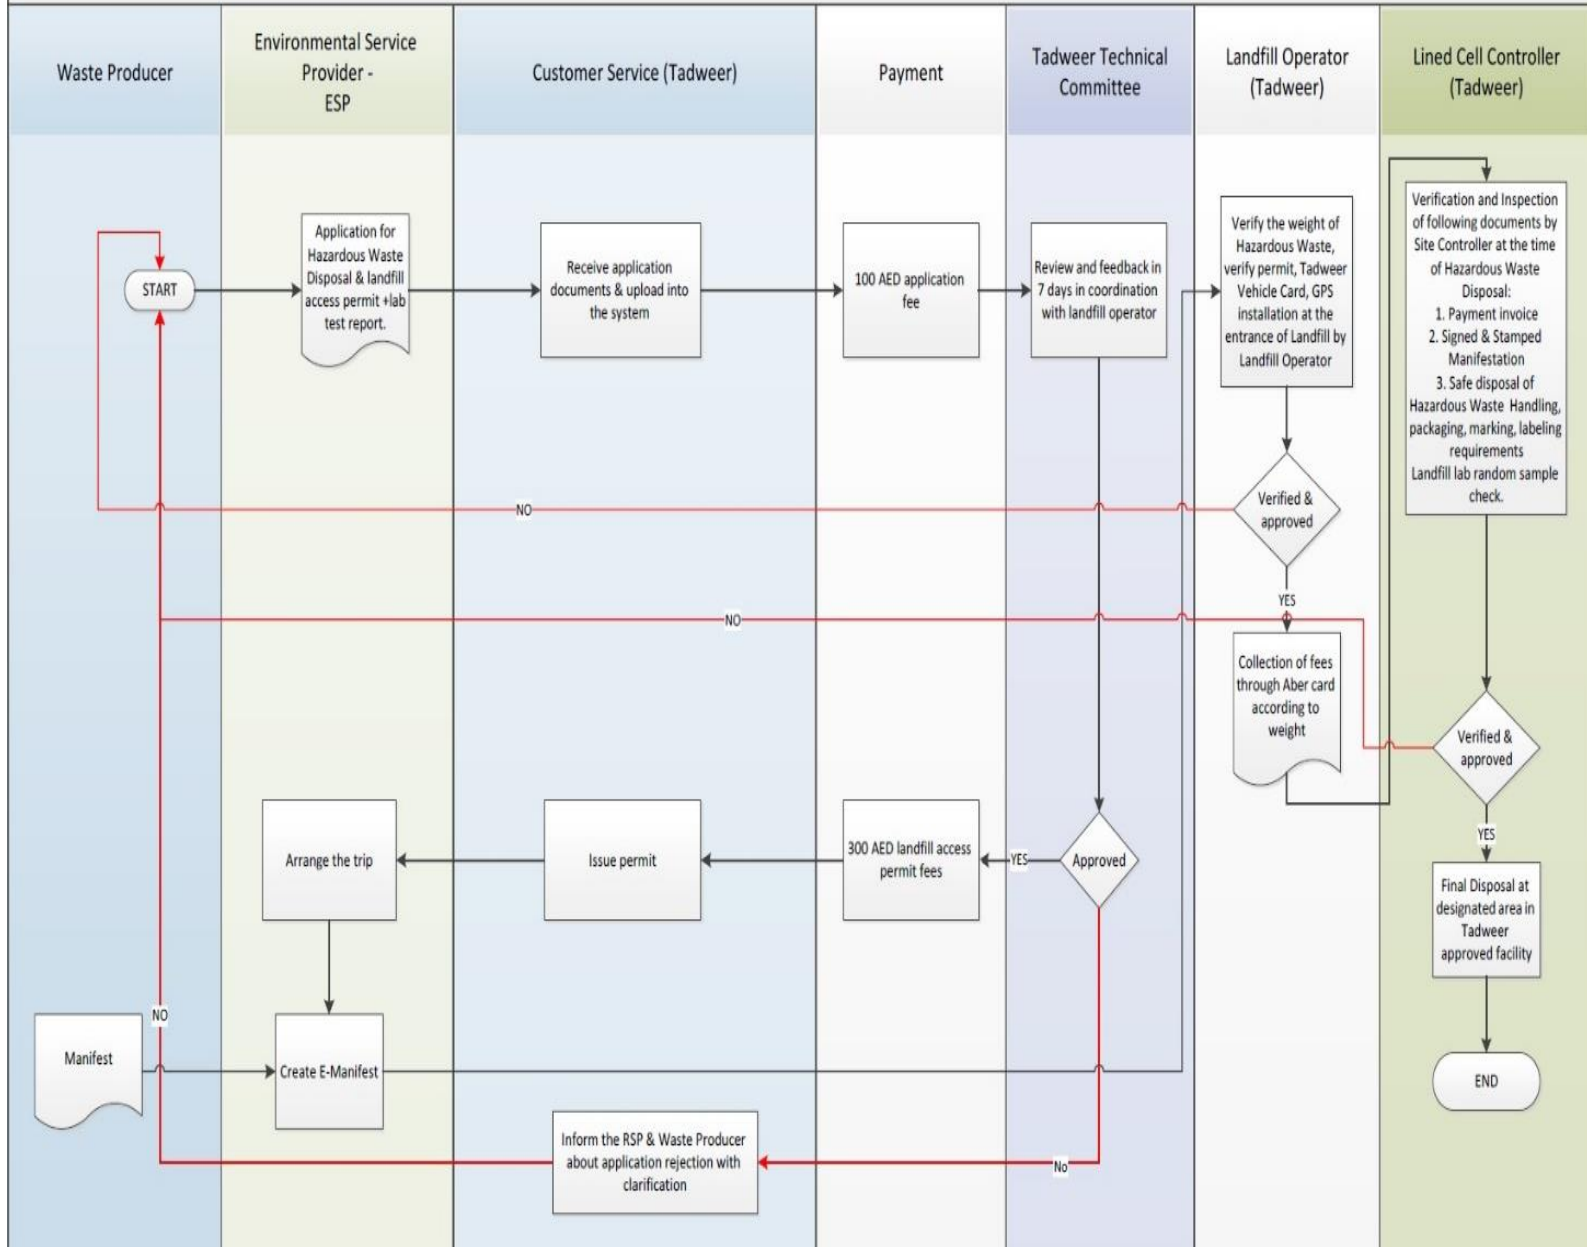 Waste Producer
Environmental Service
Provider -
ESP
Customer Service (Tadweer)
Payment
Tadweer Technical
Committee
Landfill Operator
(Tadweer)
Lined Cell Controller
(Tadweer)
START
Application for
Hazardous Waste
Disposal & landfill
access permit +lab
test report.
Receive application
documents & upload into
the system
100 AED application
fee
Review and feedback in
7 days in coordination
with landfill operator
Verify the weight of
Hazardous Waste,
verify permit, Tadweer
Vehicle Card, GPS
installation at the
entrance of Landfill by
Landfill Operator
Verification and Inspection
of following documents by
Site Controller at the time
of Hazardous Waste
Disposal:
1. Payment invoice
2. Signed & Stamped
Manifestation
3. Safe disposal of
Hazardous Waste Handling,
packaging, marking, labeling
requirements
Landfill lab random sample
check.
NO
Verified &
approved
YES
NO
Collection of fees
through Aber card
according to
weight
Verified &
approved
YES
Arrange the trip
Issue permit
300 AED landfill access
permit fees
YES
Approved
Final Disposal at
designated area in
Tadweer
approved facility
NO
Manifest
Create E-Manifest
END
Inform the RSP & Waste Producer
about application rejection with
clarification
No